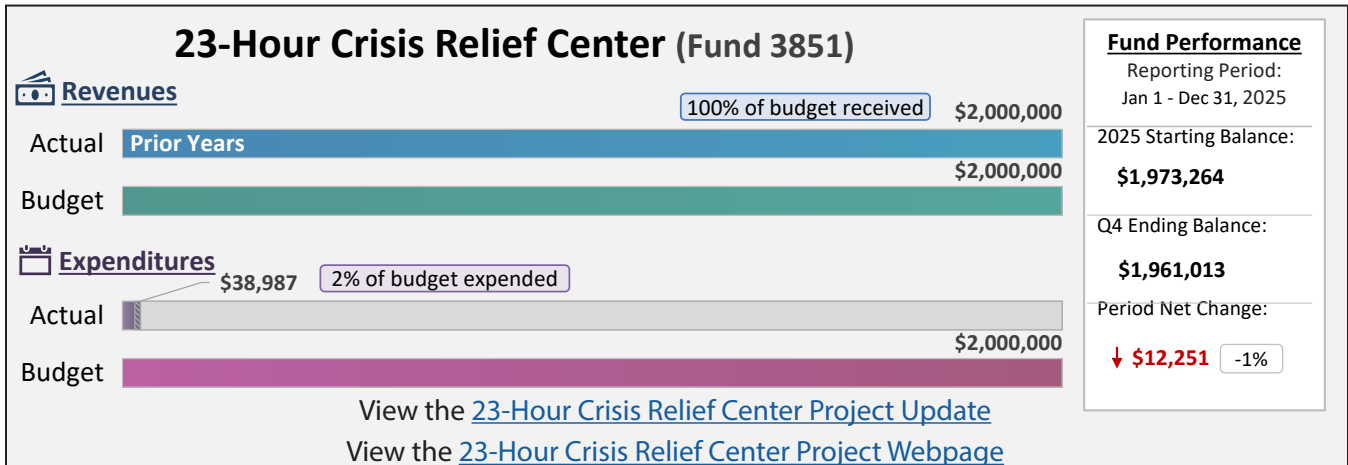 23-Hour Crisis Relief Center (Fund 3851)
Revenues
100% of budget received
$2,000,000
Actual
Prior Years
$2,000,000
Budget
Expenditures
$38,987
2% of budget expended
Actual
$2,000,000
Budget
View the 23-Hour Crisis Relief Center Project Update
View the 23-Hour Crisis Relief Center Project Webpage
Fund Performance
Reporting Period:
Jan 1 - Dec 31, 2025
2025 Starting Balance:
$1,973,264
Q4 Ending Balance:
$1,961,013
Period Net Change:
$12,251
-1%